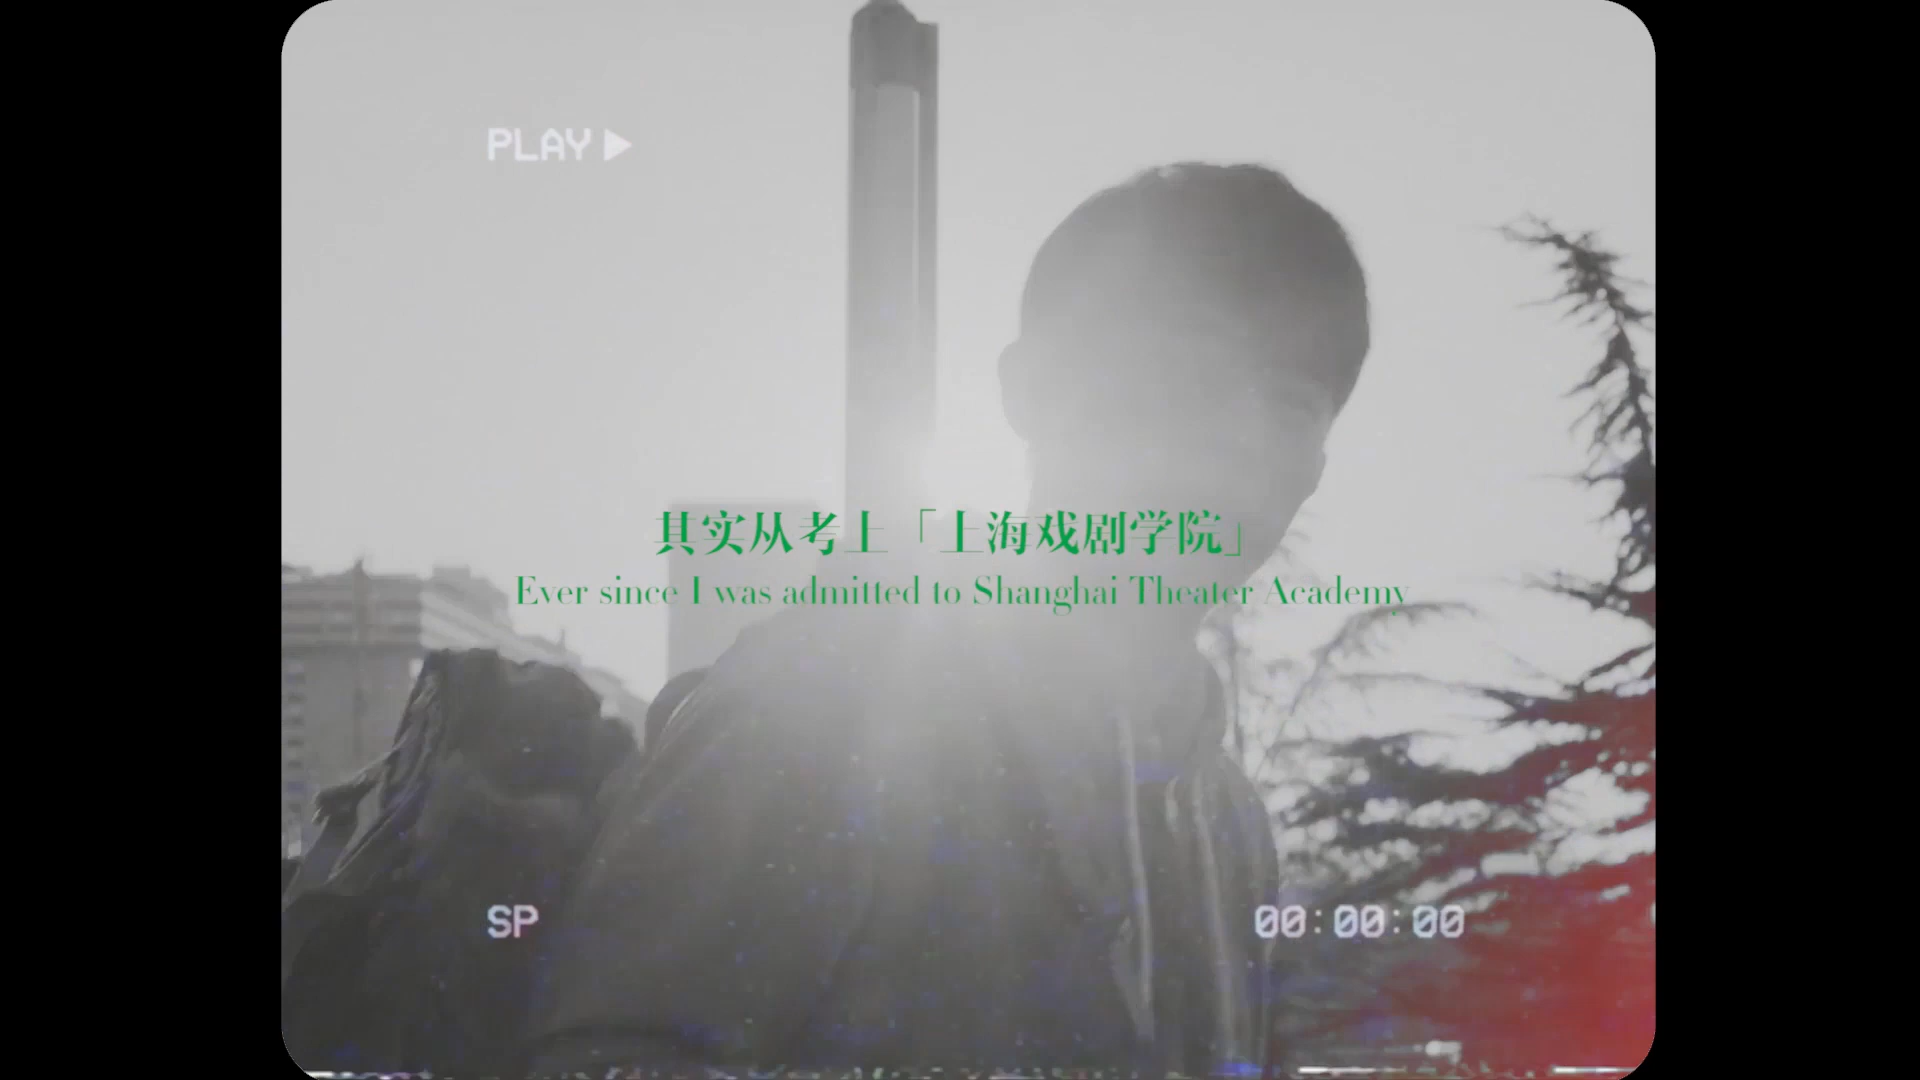 PLAY
其实从考上「上海戏剧学院」
Ever since I was admitted to Shanghai Theater Academy
SP
00:00:00